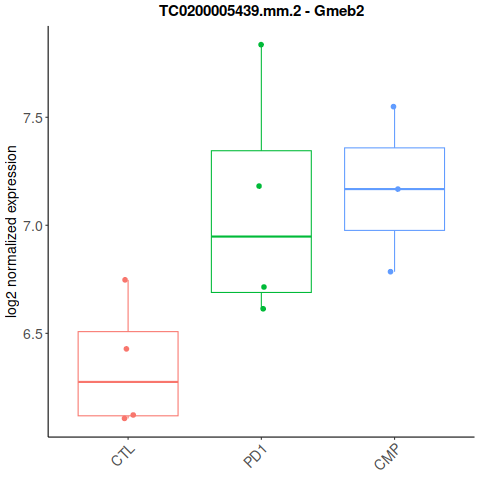 TC0200005439.mm.2 - Gmeb2
log2 normalized expression
7.5
7.0
6.5
CTL
PD1
CMP